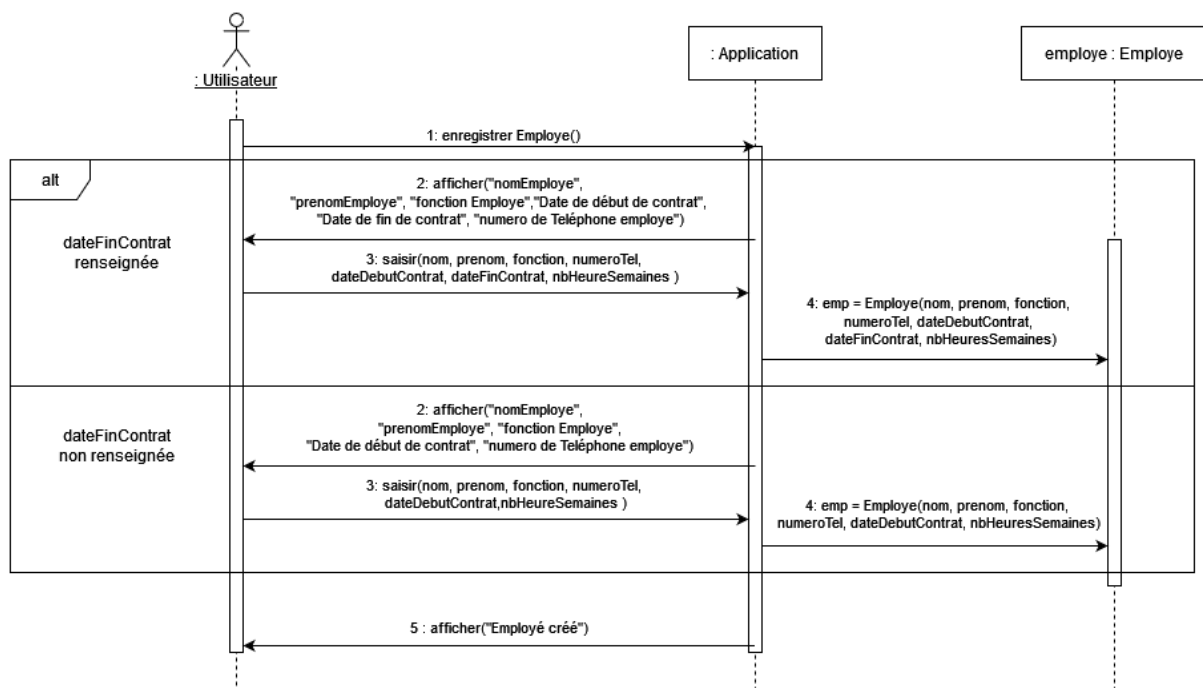 : Utilisateur
: Application
employe : Employe
1: enregistrer Employe()
alt
dateFinContrat
renseignée
2: afficher("nomEmploye",
"prenomEmploye", "fonction Employe","Date de début de contrat",
"Date de fin de contrat", "numero de Teléphone employe")
3: saisir(nom, prenom, fonction, numeroTel,
dateDebutContrat, dateFinContrat, nbHeureSemaines )
4: emp = Employe(nom, prenom, fonction,
numeroTel, dateDebutContrat,
dateFinContrat, nbHeuresSemaines)
dateFinContrat
non renseignée
2: afficher("nomEmploye",
"prenomEmploye", "fonction Employe",
"Date de début de contrat", "numero de Teléphone employe")
3: saisir(nom, prenom, fonction, numeroTel,
dateDebutContrat,nbHeureSemaines )
4: emp = Employe(nom, prenom, fonction,
numeroTel, dateDebutContrat, nbHeuresSemaines)
5 : afficher("Employé créé")